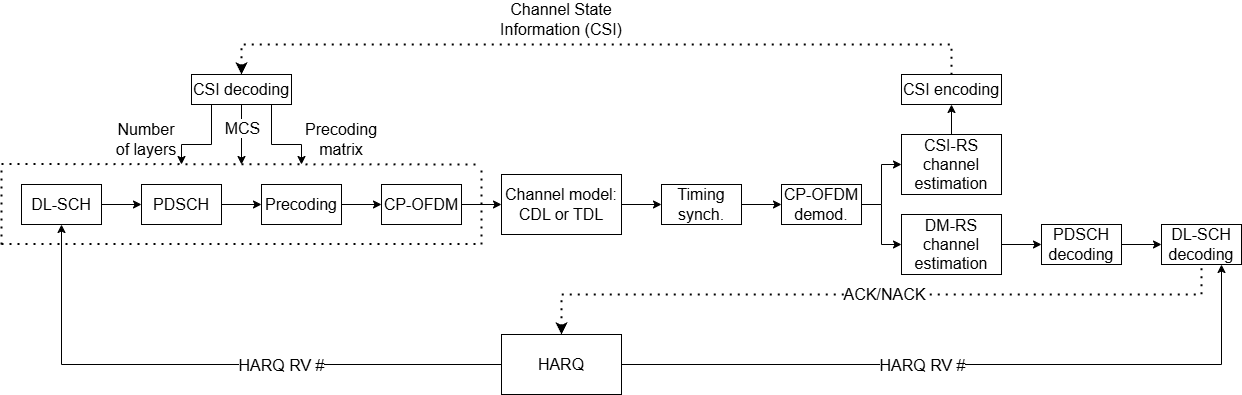 Channel State
Information (CSI)
CSI decoding
CSI encoding
Number
of layers
MCS
Precoding
matrix
CSI-RS
channel
estimation
DL-SCH
PDSCH
Precoding
CP-OFDM
Channel model:
CDL or TDL
Timing
synch.
CP-OFDM
demod.
DM-RS
channel
estimation
PDSCH
decoding
DL-SCH
decoding
ACK/NACK
HARQ RV #
HARQ
HARQ RV #